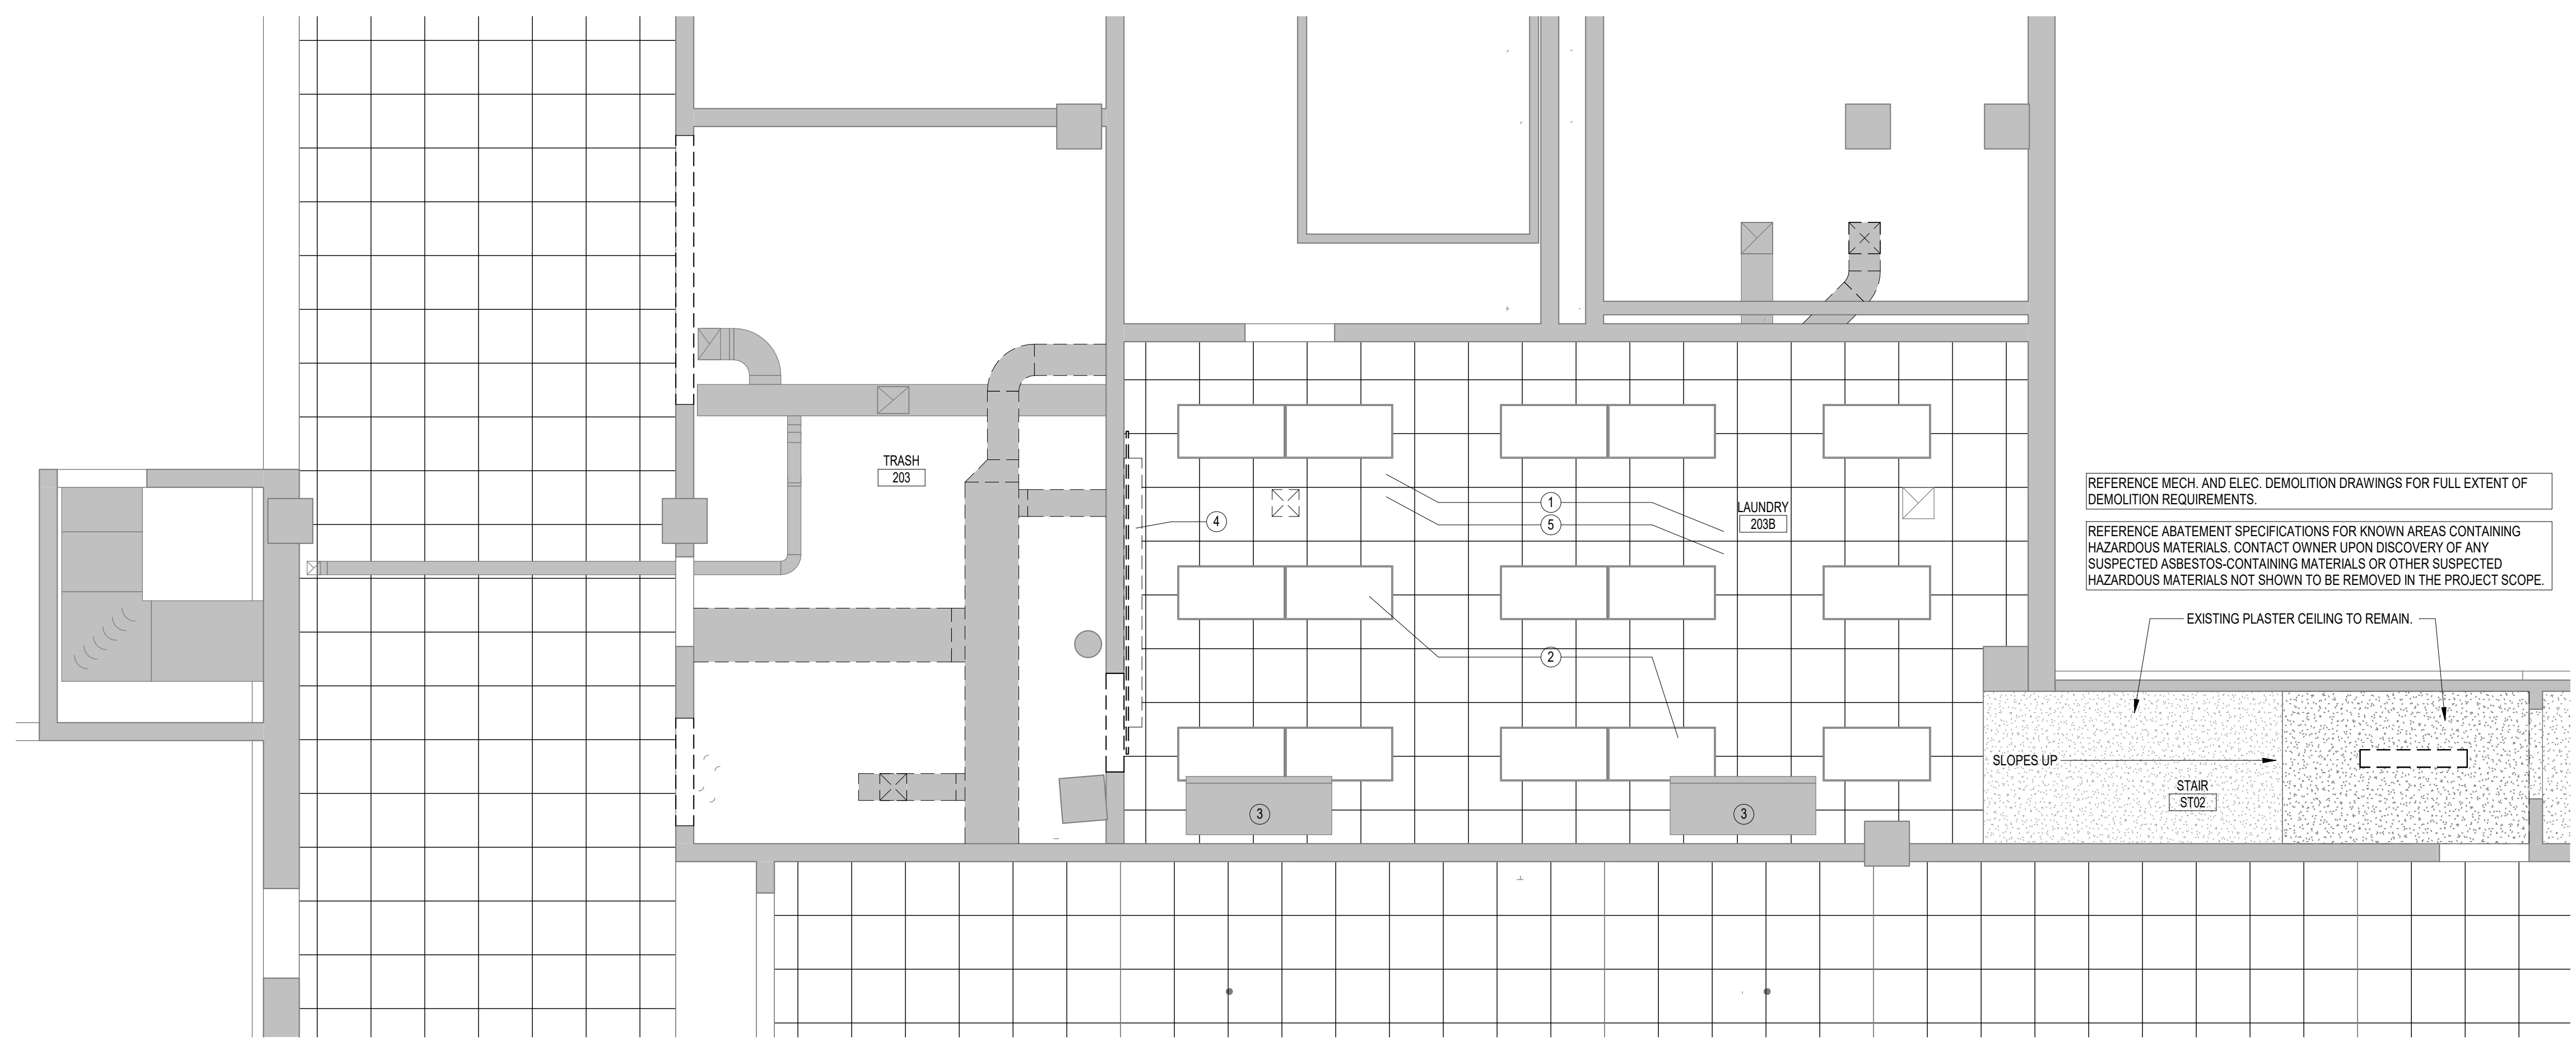 TRASH
203
4
1
5
LAUNDRY
203B
2
3
3
REFERENCE MECH. AND ELEC. DEMOLITION DRAWINGS FOR FULL EXTENT OF
DEMOLITION REQUIREMENTS.
REFERENCE ABATEMENT SPECIFICATIONS FOR KNOWN AREAS CONTAINING
HAZARDOUS MATERIALS. CONTACT OWNER UPON DISCOVERY OF ANY
SUSPECTED ASBESTOS-CONTAINING MATERIALS OR OTHER SUSPECTED
HAZARDOUS MATERIALS NOT SHOWN TO BE REMOVED IN THE PROJECT SCOPE.
EXISTING PLASTER CEILING TO REMAIN.
SLOPES UP
STAIR
ST02